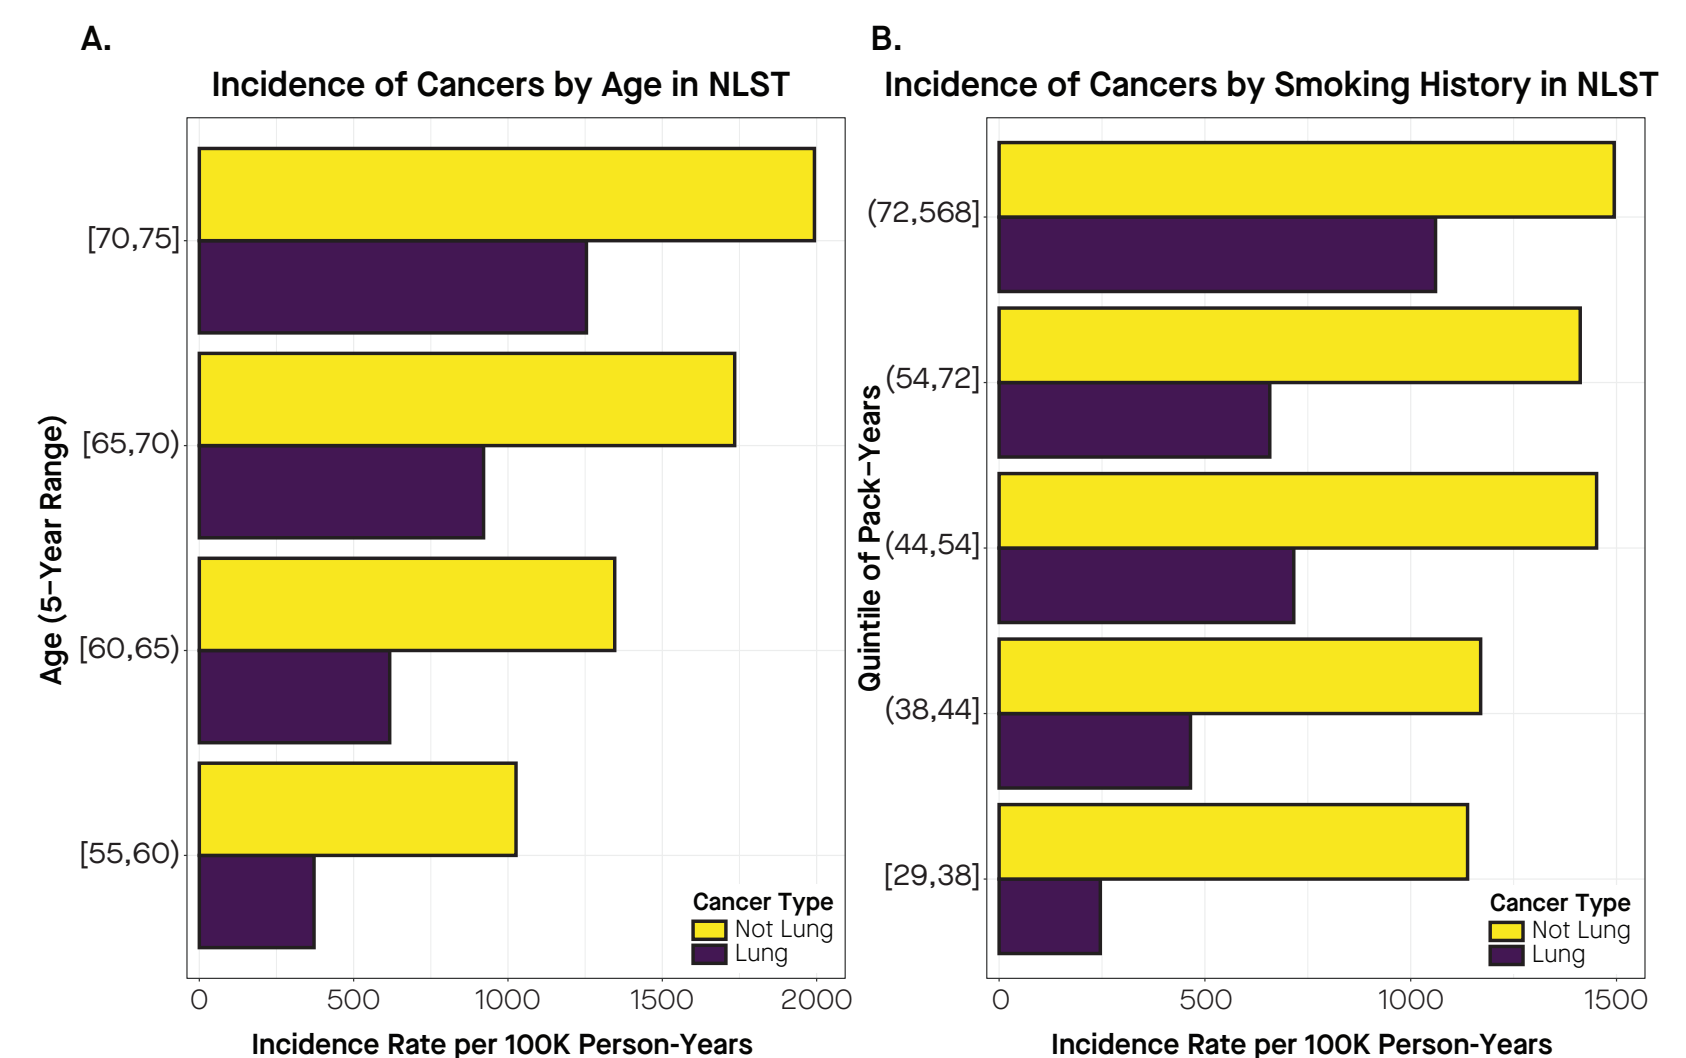 A.
Incidence of Cancers by Age in NLST
Age (5-Year Range)
[70,75]
[65,70)
[60,65)
[55,60)
Cancer Type
Not Lung
Lung
0 500 1000 1500 2000
Incidence Rate per 100K Person-Years
B.
Incidence of Cancers by Smoking History in NLST
Quintile of Pack-Years
(72,568]
(54,72]
(44,54]
(38,44]
[29,38]
Cancer Type
Not Lung
Lung
0 500 1000 1500
Incidence Rate per 100K Person-Years